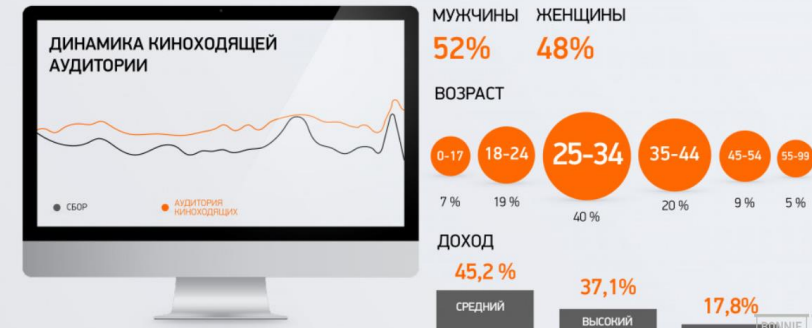 ДИНАМИКА КИНОХОДЯЩЕЙ
АУДИТОРИИ
СБОР
АУДИТОРИЯ
КИНОХОДЯЩИХ
МУЖЧИНЫ ЖЕНЩИНЫ
52% 48%
ВОЗРАСТ
0-17 18-24 25-34 35-44 45-54 55-99
7 % 19 % 40 % 20 % 9 % 5 %
ДОХОД
45,2 % 37,1% 17,8%
СРЕДНИЙ ВЫСОКИЙ